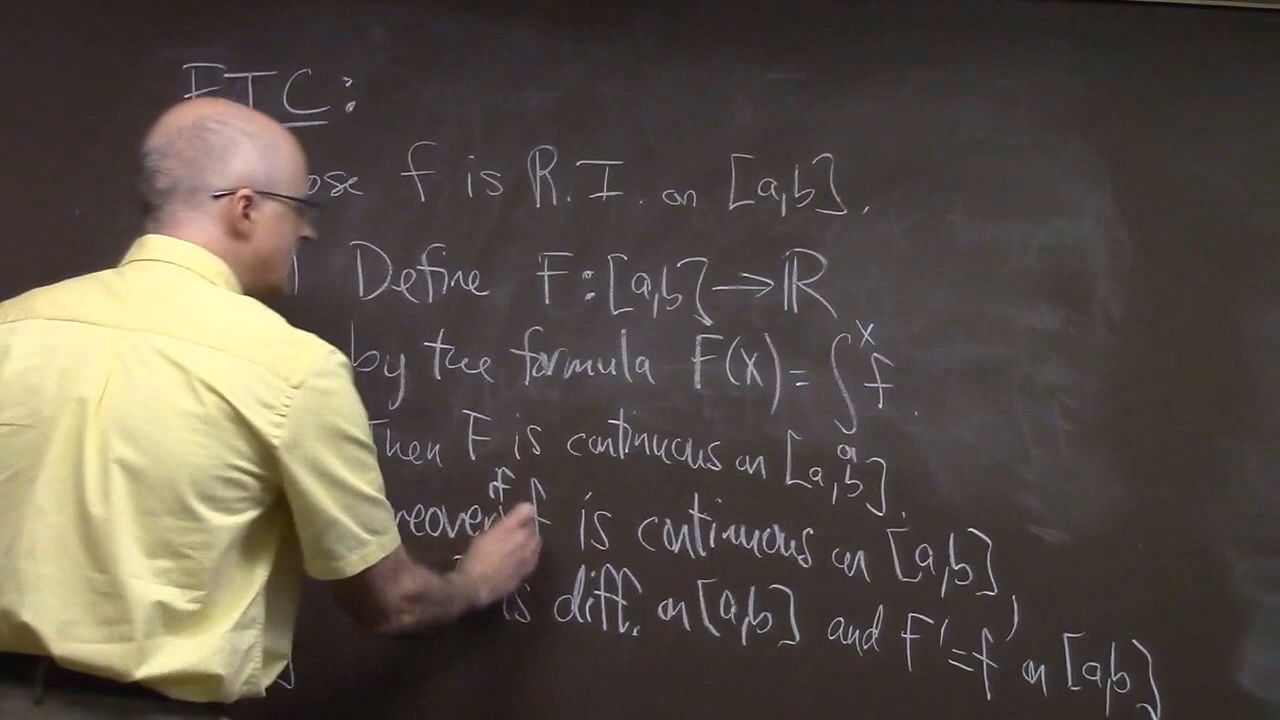 FTC:
ose f is R.I. on [a,b].
Define F:[a,b]→ℝ
by the formula F(x)=∫ₐˣ f.
Then F is continuous on [a,b].
reover if f is continuous on [a,b],
is diff. on [a,b] and F'=f on [a,b]